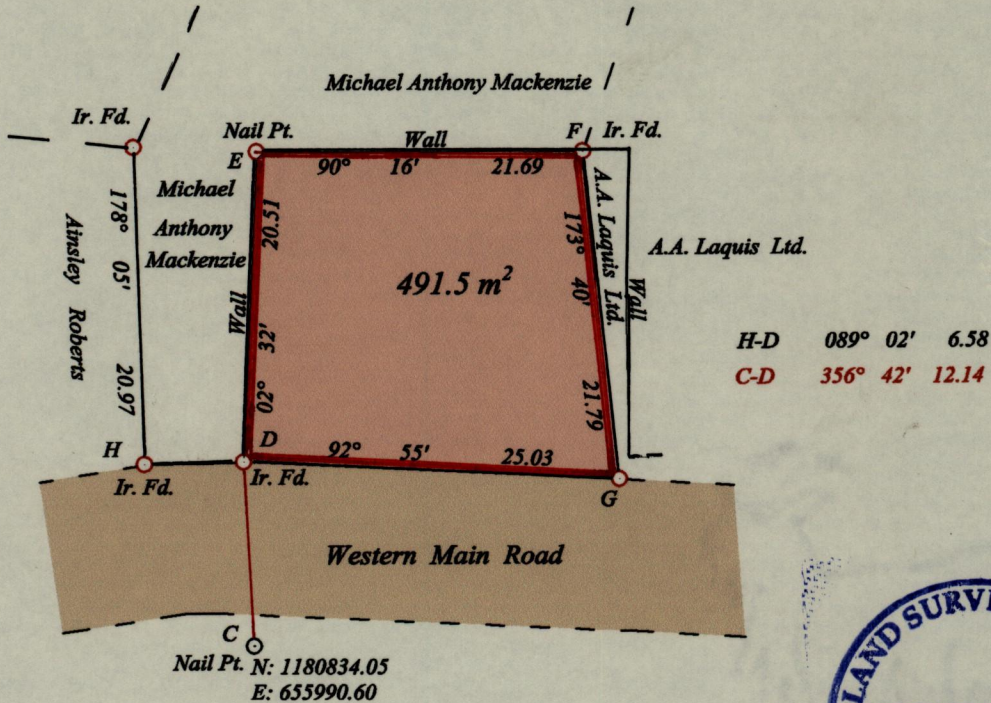 Michael Anthony Mackenzie
Ir. Fd.
Nail Pt.
Wall
F
Ir. Fd.
E
90° 16' 21.69
Michael
Anthony
Mackenzie
Ainsley Roberts
178° 05' 20.97
Wall
02° 32' 20.51
491.5 m²
173° 40' 21.79
A.A. Laquis Ltd.
Wall
A.A. Laquis Ltd.
H-D 089° 02' 6.58
C-D 356° 42' 12.14
H
Ir. Fd.
D
Ir. Fd.
92° 55' 25.03
G
Western Main Road
C
Nail Pt.
N: 1180834.05
E: 655990.60
LAND SURV